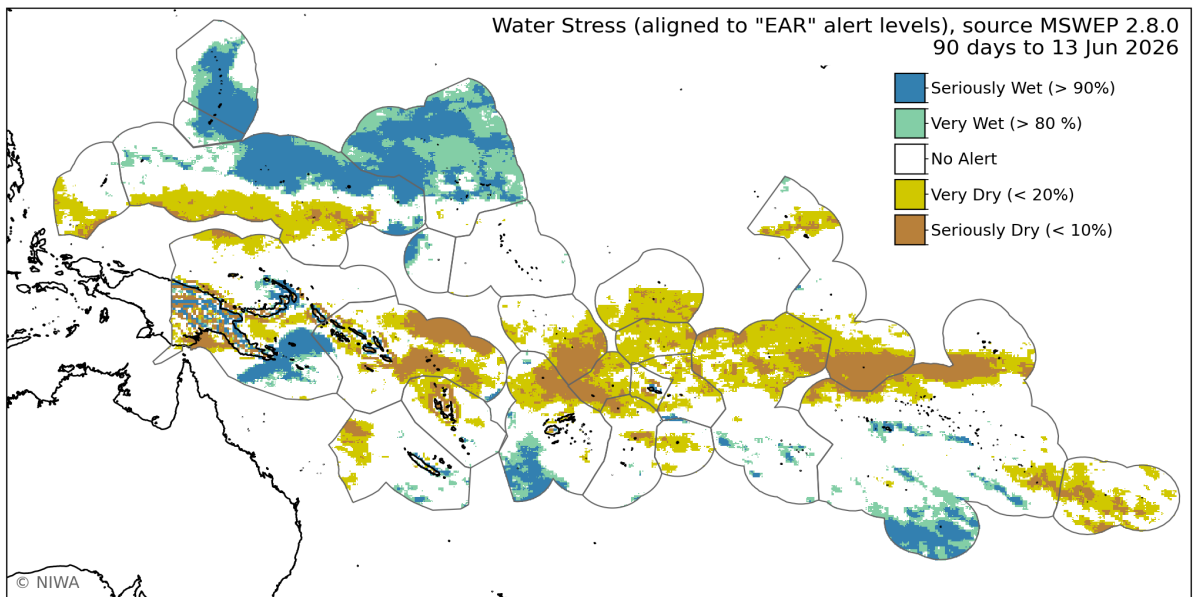 Water Stress (aligned to "EAR" alert levels), source MSWEP 2.8.0
90 days to 13 Jun 2026
Seriously Wet (> 90%)
Very Wet (> 80 %)
No Alert
Very Dry (< 20%)
Seriously Dry (< 10%)
© NIWA